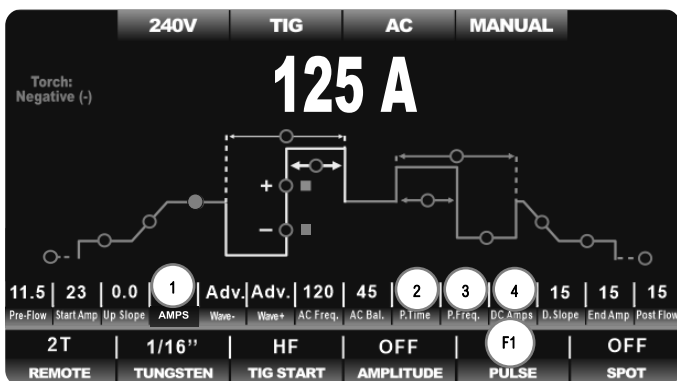 240V TIG AC MANUAL
125 A
Torch:
Negative (-)
+
−
11.5 23 0.0 1 Adv. Adv. 120 45 2 3 4 15 15 15
Pre-Flow Start Amp Up Slope AMPS Wave- Wave+ AC Freq. AC Bal. P.Time P.Freq. DC Amps D.Slope End Amp Post Flow
2T 1/16” HF OFF F1 OFF
REMOTE TUNGSTEN TIG START AMPLITUDE PULSE SPOT